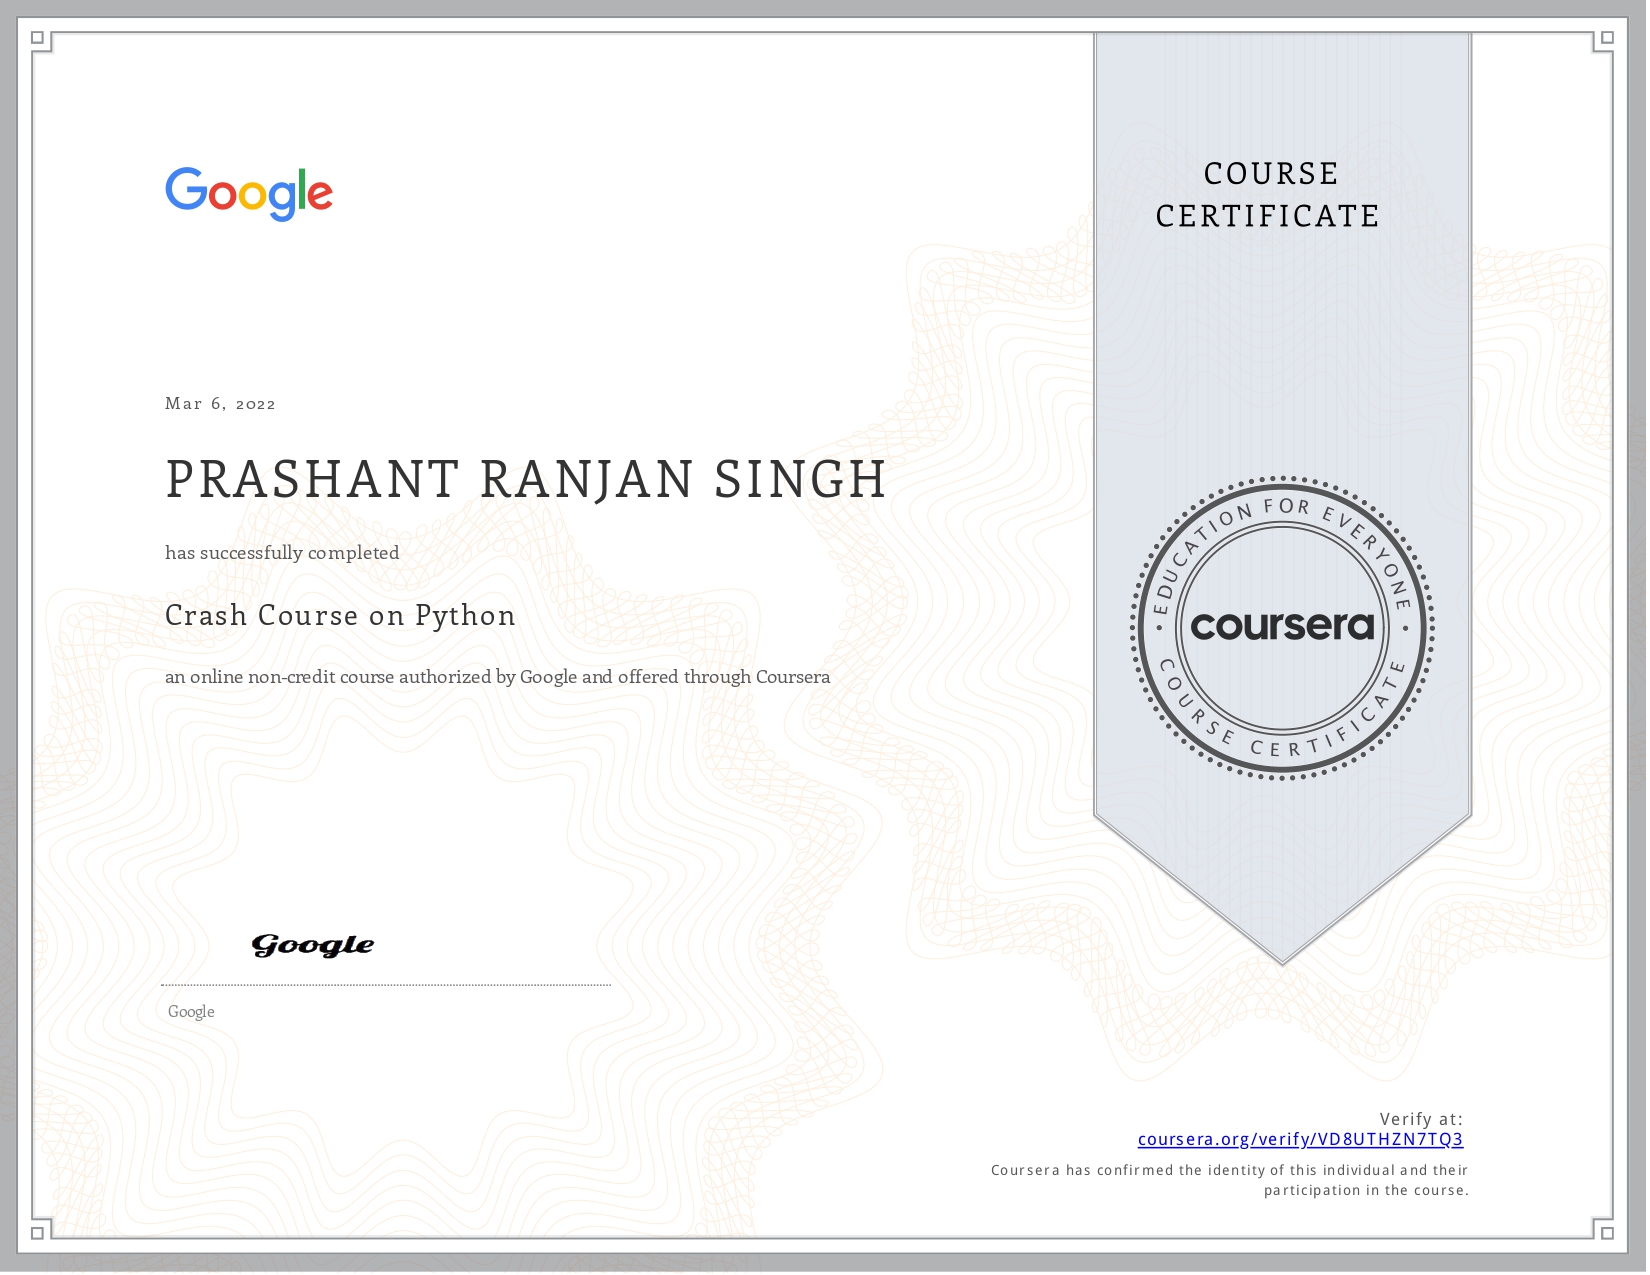 Google
COURSE
CERTIFICATE
Mar 6, 2022
PRASHANT RANJAN SINGH
has successfully completed
Crash Course on Python
an online non-credit course authorized by Google and offered through Coursera
EDUCATION FOR EVERYONE
coursera
COURSE CERTIFICATE
Google
Google
Verify at:
coursera.org/verify/VD8UTHZN7TQ3
Coursera has confirmed the identity of this individual and their
participation in the course.